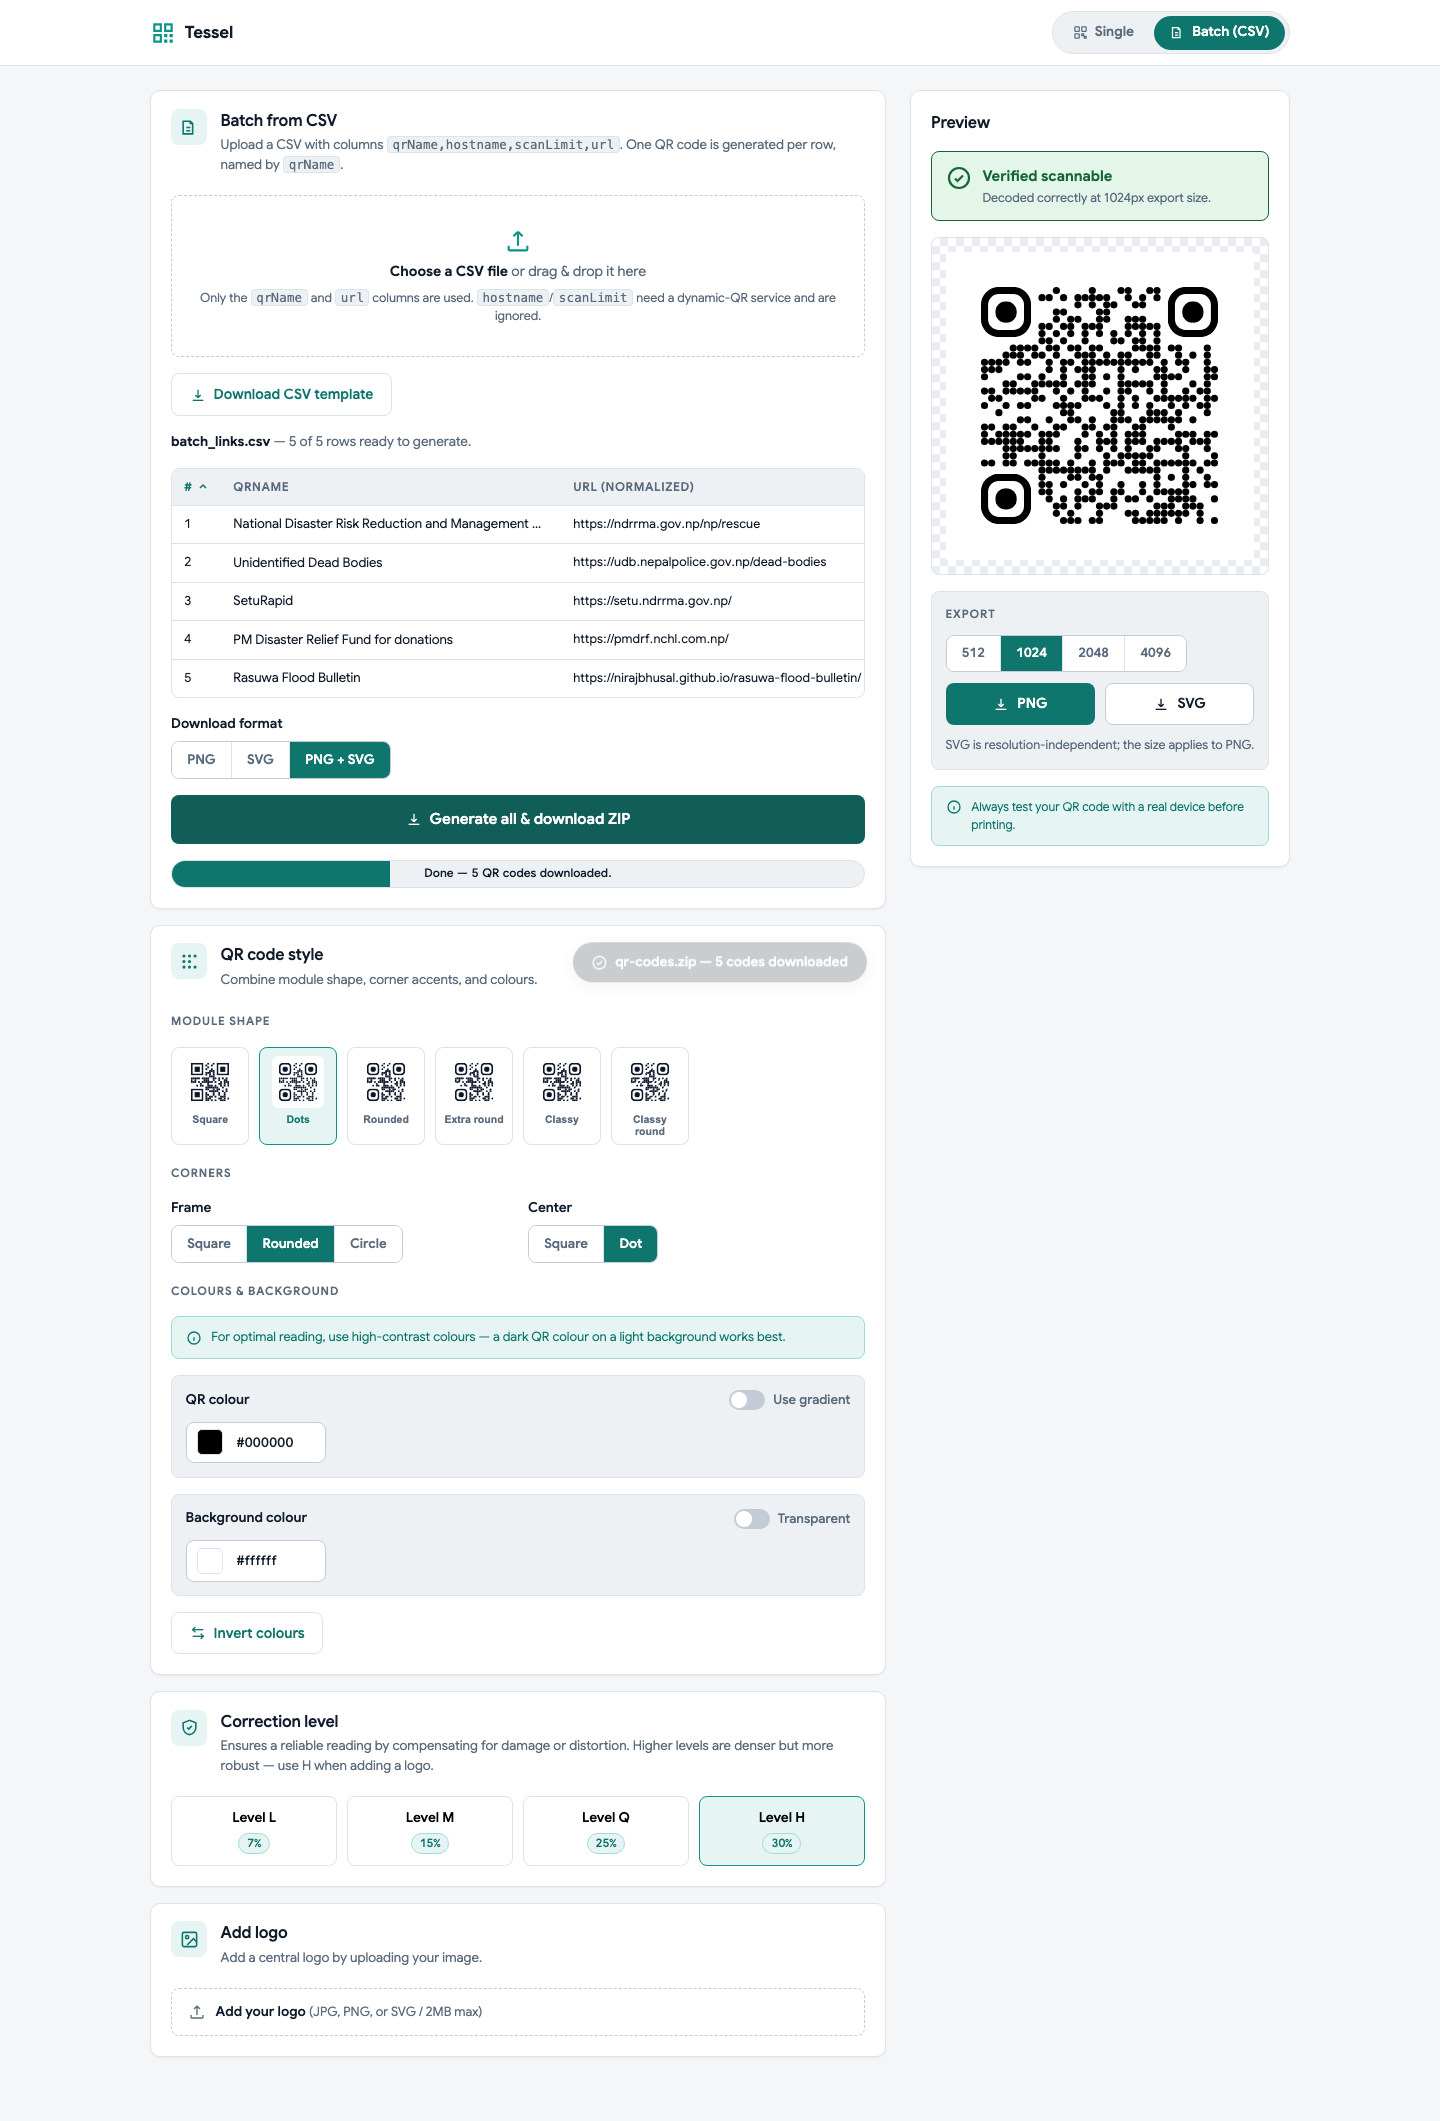 Tessel
Single
Batch (CSV)
Batch from CSV
Upload a CSV with columns qrName,hostname,scanLimit,url. One QR code is generated per row,
named by qrName.
Choose a CSV file or drag & drop it here
Only the qrName and url columns are used. hostname/scanLimit need a dynamic-QR service and are
ignored.
Download CSV template
batch_links.csv — 5 of 5 rows ready to generate.
# QRNAME URL (NORMALIZED)
1 National Disaster Risk Reduction and Management ... https://ndrrma.gov.np/np/rescue
2 Unidentified Dead Bodies https://udb.nepalpolice.gov.np/dead-bodies
3 SetuRapid https://setu.ndrrma.gov.np/
4 PM Disaster Relief Fund for donations https://pmdrf.nchl.com.np/
5 Rasuwa Flood Bulletin https://nirajbhusal.github.io/rasuwa-flood-bulletin/
Download format
PNG SVG PNG + SVG
Generate all & download ZIP
Done — 5 QR codes downloaded.
Preview
Verified scannable
Decoded correctly at 1024px export size.
EXPORT
512 1024 2048 4096
PNG SVG
SVG is resolution-independent; the size applies to PNG.
Always test your QR code with a real device before
printing.
QR code style
Combine module shape, corner accents, and colours.
qr-codes.zip — 5 codes downloaded
MODULE SHAPE
Square Dots Rounded Extra round Classy Classy
round
CORNERS
Frame
Square Rounded Circle
Center
Square Dot
COLOURS & BACKGROUND
For optimal reading, use high-contrast colours — a dark QR colour on a light background works best.
QR colour
Use gradient
#000000
Background colour
Transparent
#ffffff
Invert colours
Correction level
Ensures a reliable reading by compensating for damage or distortion. Higher levels are denser but more
robust — use H when adding a logo.
Level L Level M Level Q Level H
7% 15% 25% 30%
Add logo
Add a central logo by uploading your image.
Add your logo (JPG, PNG, or SVG / 2MB max)